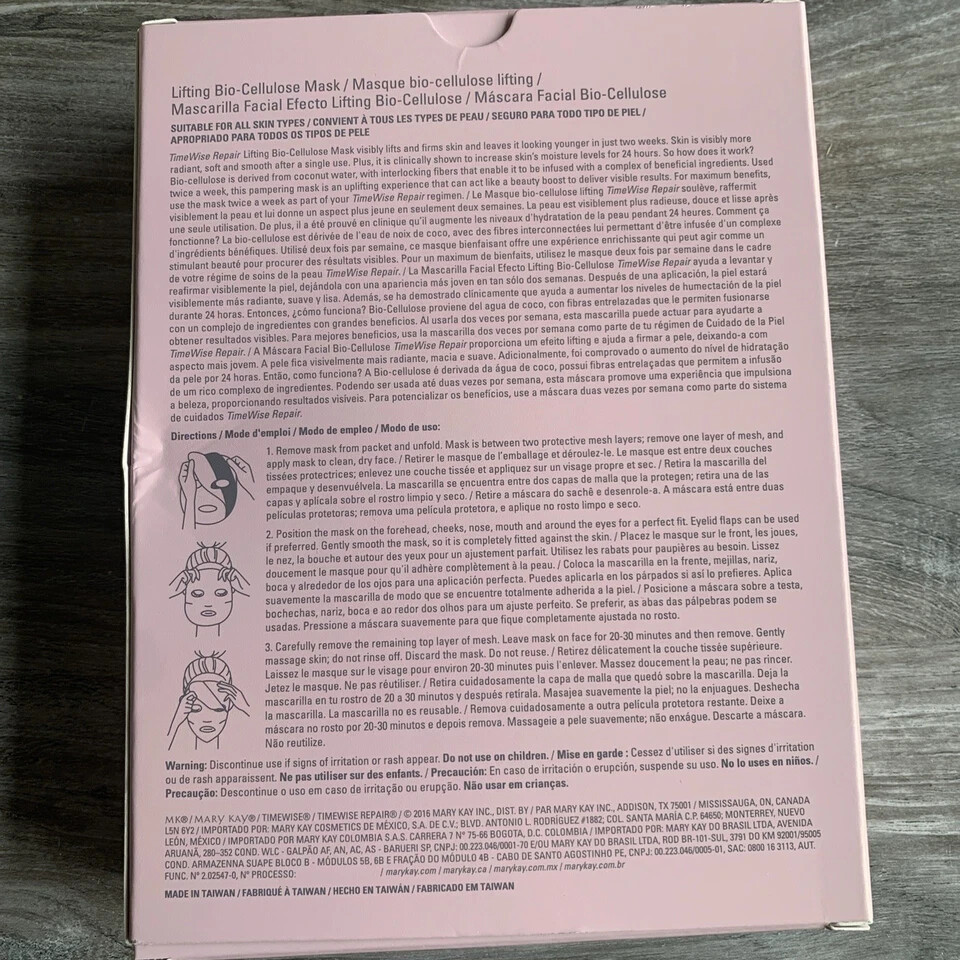 Lifting Bio-Cellulose Mask / Masque bio-cellulose lifting /
Mascarilla Facial Efecto Lifting Bio-Cellulose / Máscara Facial Bio-Cellulose
SUITABLE FOR ALL SKIN TYPES / CONVIENT À TOUS LES TYPES DE PEAU / SEGURO PARA TODO TIPO DE PIEL /
APROPRIADO PARA TODOS OS TIPOS DE PELE
TimeWise Repair Lifting Bio-Cellulose Mask visibly lifts and firms skin and leaves it looking younger in just two weeks. Skin is visibly more
radiant, soft and smooth after a single use. Plus, it is clinically shown to increase skin's moisture levels for 24 hours. So how does it work?
Bio-cellulose is derived from coconut water, with interlocking fibers that enable it to be infused with a complex of beneficial ingredients. Used
twice a week, this pampering mask is an uplifting experience that can act like a beauty boost to deliver visible results. For maximum benefits,
use the mask twice a week as part of your TimeWise Repair regimen. / Le Masque bio-cellulose lifting TimeWise Repair soulève, raffermit
visiblement la peau et lui donne un aspect plus jeune en seulement deux semaines. La peau est visiblement plus radieuse, douce et lisse après
une seule utilisation. De plus, il a été prouvé en clinique qu'il augmente les niveaux d'hydratation de la peau pendant 24 heures. Comment ça
fonctionne? La bio-cellulose est dérivée de l'eau de noix de coco, avec des fibres interconnectées lui permettant d'être infusée d'un complexe
d'ingrédients bénéfiques. Utilisé deux fois par semaine, ce masque bienfaisant offre une expérience enrichissante qui peut agir comme un
stimulant beauté pour procurer des résultats visibles. Pour un maximum de bienfaits, utilisez le masque deux fois par semaine dans le cadre
de votre régime de soins de la peau TimeWise Repair. / La Mascarilla Facial Efecto Lifting Bio-Cellulose TimeWise Repair ayuda a levantar y
reafirmar visiblemente la piel, dejándola con una apariencia más joven en tan sólo dos semanas. Después de una aplicación, la piel estará
visiblemente más radiante, suave y lisa. Además, se ha demostrado clínicamente que ayuda a aumentar los niveles de humectación de la piel
durante 24 horas. Entonces, ¿cómo funciona? Bio-Cellulose proviene del agua de coco, con fibras entrelazadas que le permiten fusionarse
con un complejo de ingredientes con grandes beneficios. Al usarla dos veces por semana, esta mascarilla puede actuar para ayudarte a
obtener resultados visibles. Para mejores beneficios, usa la mascarilla dos veces por semana como parte de tu régimen de Cuidado de la Piel
TimeWise Repair. / A Máscara Facial Bio-Cellulose TimeWise Repair proporciona um efeito lifting e ajuda a firmar a pele, deixando-a com
aspecto mais jovem. A pele fica visivelmente mais radiante, macia e suave. Adicionalmente, foi comprovado o aumento do nível de hidratação
da pele por 24 horas. Então, como funciona? A Bio-cellulose é derivada da água de coco, possui fibras entrelaçadas que permitem a infusão
de um rico complexo de ingredientes. Podendo ser usada até duas vezes por semana, esta máscara promove uma experiência que impulsiona
a beleza, proporcionando resultados visíveis. Para potencializar os benefícios, use a máscara duas vezes por semana como parte do sistema
de cuidados TimeWise Repair.
Directions / Mode d'emploi / Modo de empleo / Modo de uso:
1. Remove mask from packet and unfold. Mask is between two protective mesh layers; remove one layer of mesh, and
apply mask to clean, dry face. / Retirer le masque de l'emballage et déroulez-le. Le masque est entre deux couches
tissées protectrices; enlevez une couche tissée et appliquez sur un visage propre et sec. / Retira la mascarilla del
empaque y desenvuélvela. La mascarilla se encuentra entre dos capas de malla que la protegen; retira una de las
capas y aplícala sobre el rostro limpio y seco. / Retire a máscara do sachê e desenrole-a. A máscara está entre duas
películas protetoras; remova uma película protetora, e aplique no rosto limpo e seco.
2. Position the mask on the forehead, cheeks, nose, mouth and around the eyes for a perfect fit. Eyelid flaps can be used
if preferred. Gently smooth the mask, so it is completely fitted against the skin. / Placez le masque sur le front, les joues,
le nez, la bouche et autour des yeux pour un ajustement parfait. Utilisez les rabats pour paupières au besoin. Lissez
doucement le masque pour qu'il adhère complètement à la peau. / Coloca la mascarilla en la frente, mejillas, nariz,
boca y alrededor de los ojos para una aplicación perfecta. Puedes aplicarla en los párpados si así lo prefieres. Aplica
suavemente la mascarilla de modo que se encuentre totalmente adherida a la piel. / Posicione a máscara sobre a testa,
bochechas, nariz, boca e ao redor dos olhos para um ajuste perfeito. Se preferir, as abas das pálpebras podem se
usadas. Pressione a máscara suavemente para que fique completamente ajustada no rosto.
3. Carefully remove the remaining top layer of mesh. Leave mask on face for 20-30 minutes and then remove. Gently
massage skin; do not rinse off. Discard the mask. Do not reuse. / Retirez délicatement la couche tissée supérieure.
Laissez le masque sur le visage pour environ 20-30 minutes puis l'enlever. Massez doucement la peau; ne pas rincer.
Jetez le masque. Ne pas réutiliser. / Retira cuidadosamente la capa de malla que quedó sobre la mascarilla. Deja la
mascarilla en tu rostro de 20 a 30 minutos y después retírala. Masajea suavemente la piel; no la enjuagues. Deshecha
la mascarilla. La mascarilla no es reusable. / Remova cuidadosamente a outra película protetora restante. Deixe a
máscara no rosto por 20-30 minutos e depois remova. Massageie a pele suavemente; não enxágue. Descarte a máscara.
Não reutilize.
Warning: Discontinue use if signs of irritation or rash appear. Do not use on children. / Mise en garde : Cessez d'utiliser si des signes d'irritation
ou de rash apparaissent. Ne pas utiliser sur des enfants. / Precaución: En caso de irritación o erupción, suspende su uso. No lo uses en niños. /
Precaução: Descontinue o uso em caso de irritação ou erupção. Não usar em crianças.
MK®/ MARY KAY®/ TIMEWISE®/ TIMEWISE REPAIR®/ © 2016 MARY KAY INC., DIST. BY / PAR MARY KAY INC., ADDISON, TX 75001 / MISSISSAUGA, ON, CANADA
L5N 6Y2 / IMPORTADO POR: MARY KAY COSMETICS DE MÉXICO, S.A. DE C.V.; BLVD. ANTONIO L. RODRÍGUEZ #1882; COL. SANTA MARÍA C.P. 64650; MONTERREY, NUEVO
LEÓN, MÉXICO / IMPORTADO POR MARY KAY COLOMBIA S.A.S. CARRERA 7 N° 75-66 BOGOTA, D.C. COLOMBIA / IMPORTADO POR: MARY KAY DO BRASIL LTDA, AVENIDA
ARUANÃ, 280-352 COND. WLC - GALPÃO AF, AN, AC, AS - BARUERI SP, CNPJ: 00.223.046/0001-70 E/OU MARY KAY DO BRASIL LTDA, ROD BR-101-SUL, 3791 DO KM 92001/95005
COND. ARMAZENNA SUAPE BLOCO B - MÓDULOS 5B, 6B E FRAÇÃO DO MÓDULO 4B - CABO DE SANTO AGOSTINHO PE, CNPJ: 00.223.046/0005-01, SAC: 0800 16 3113, AUT.
FUNC. N° 2.02547-0, N° PROCESSO: / marykay.com / marykay.ca / marykay.com.mx / marykay.com.br
MADE IN TAIWAN / FABRIQUÉ À TAIWAN / HECHO EN TAIWÁN / FABRICADO EM TAIWAN